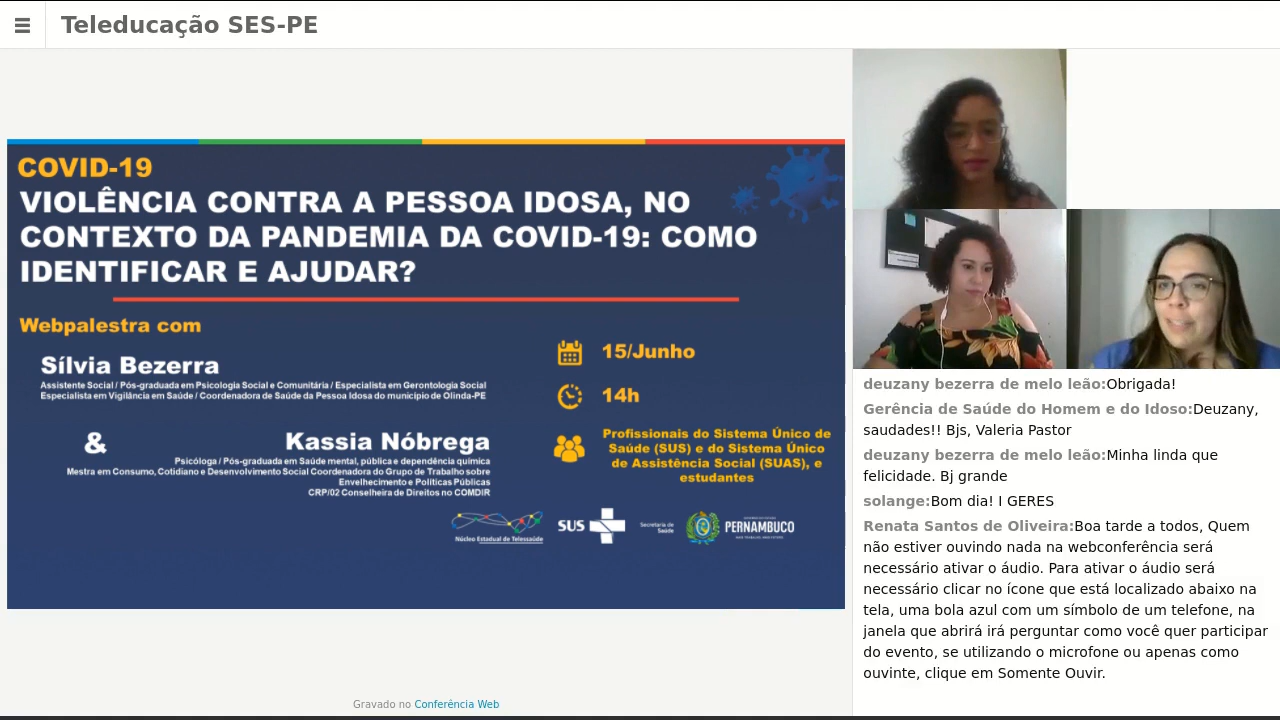 Teleducação SES-PE
COVID-19
VIOLÊNCIA CONTRA A PESSOA IDOSA, NO
CONTEXTO DA PANDEMIA DA COVID-19: COMO
IDENTIFICAR E AJUDAR?
Webpalestra com
Sílvia Bezerra
Assistente Social / Pós-graduada em Psicologia Social e Comunitária / Especialista em Gerontologia Social
Especialista em Vigilância em Saúde / Coordenadora de Saúde da Pessoa Idosa do município de Olinda-PE
& Kassia Nóbrega
Psicóloga / Pós-graduada em Saúde mental, pública e dependência química
Mestra em Consumo, Cotidiano e Desenvolvimento Social Coordenadora do Grupo de Trabalho sobre
Envelhecimento e Políticas Públicas
CRP/02 Conselheira de Direitos no COMDIR
15/Junho
14h
Profissionais do Sistema Único de
Saúde (SUS) e do Sistema Único
de Assistência Social (SUAS), e
estudantes
Núcleo Estadual de Telessaúde
SUS
Secretaria de
Saúde
PERNAMBUCO
Gravado no Conferência Web
deuzany bezerra de melo leão:Obrigada!
Gerência de Saúde do Homem e do Idoso:Deuzany,
saudades!! Bjs, Valeria Pastor
deuzany bezerra de melo leão:Minha linda que
felicidade. Bj grande
solange:Bom dia! I GERES
Renata Santos de Oliveira:Boa tarde a todos, Quem
não estiver ouvindo nada na webconferência será
necessário ativar o áudio. Para ativar o áudio será
necessário clicar no ícone que está localizado abaixo na
tela, uma bola azul com um símbolo de um telefone, na
janela que abrirá irá perguntar como você quer participar
do evento, se utilizando o microfone ou apenas como
ouvinte, clique em Somente Ouvir.